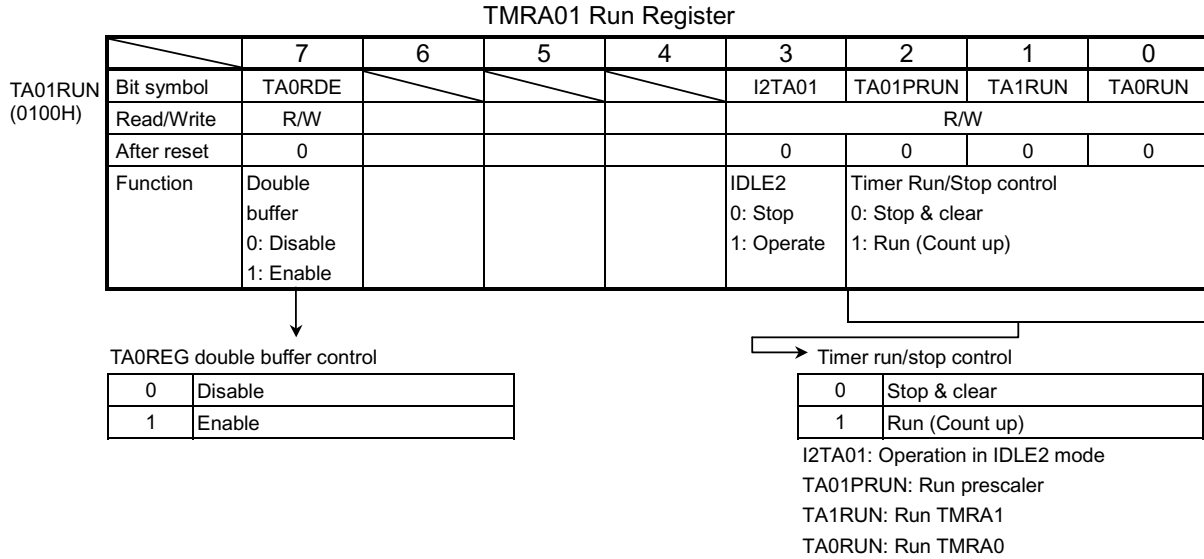 TMRA01 Run Register
7 6 5 4 3 2 1 0
TA01RUN
(0100H)
Bit symbol TA0RDE I2TA01 TA01PRUN TA1RUN TA0RUN
Read/Write R/W R/W
After reset 0 0 0 0 0
Function Double IDLE2 Timer Run/Stop control
buffer 0: Stop 0: Stop & clear
0: Disable 1: Operate 1: Run (Count up)
1: Enable
TA0REG double buffer control
0 Disable
1 Enable
Timer run/stop control
0 Stop & clear
1 Run (Count up)
I2TA01: Operation in IDLE2 mode
TA01PRUN: Run prescaler
TA1RUN: Run TMRA1
TA0RUN: Run TMRA0